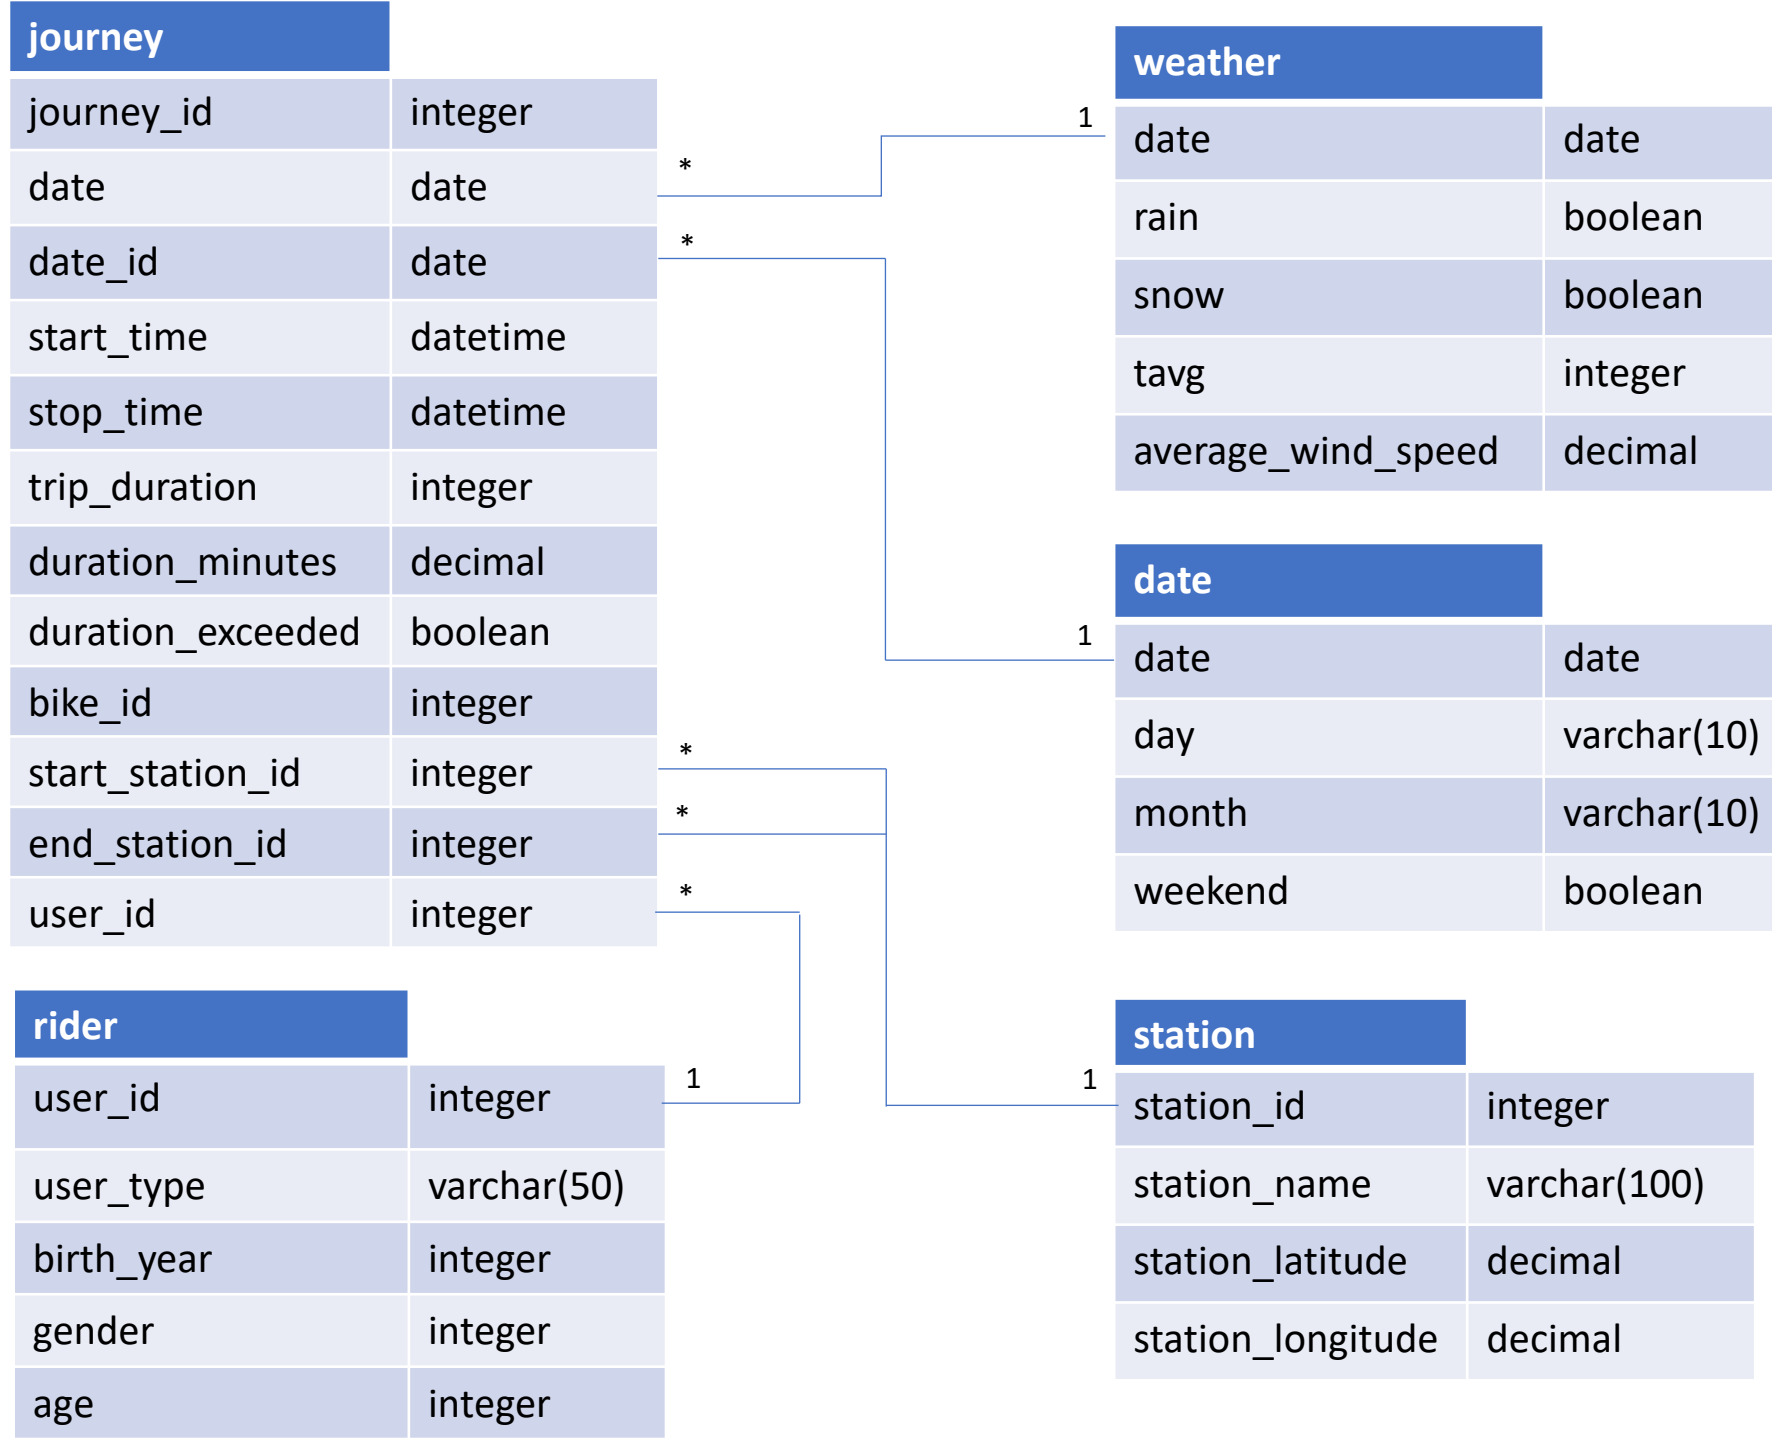 journey
journey_id integer
date date
date_id date
start_time datetime
stop_time datetime
trip_duration integer
duration_minutes decimal
duration_exceeded boolean
bike_id integer
start_station_id integer
end_station_id integer
user_id integer
*
*
*
*
*
1
1
1
1
weather
date date
rain boolean
snow boolean
tavg integer
average_wind_speed decimal
date
date date
day varchar(10)
month varchar(10)
weekend boolean
rider
user_id integer
user_type varchar(50)
birth_year integer
gender integer
age integer
station
station_id integer
station_name varchar(100)
station_latitude decimal
station_longitude decimal